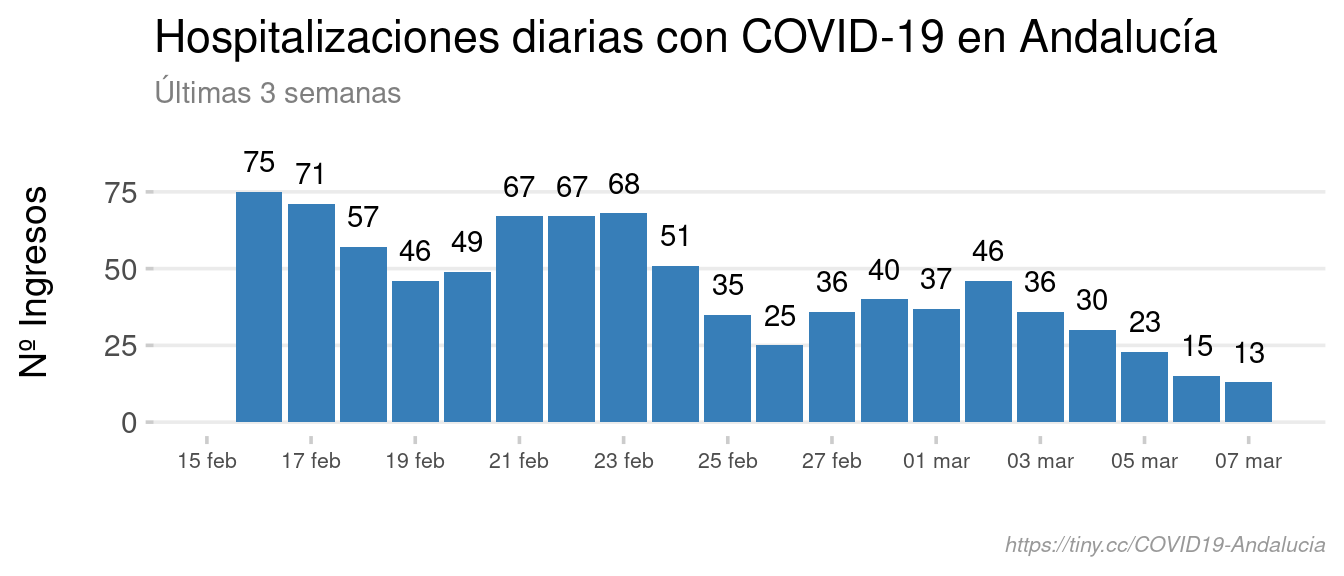 Hospitalizaciones diarias con COVID-19 en Andalucía
Últimas 3 semanas
Nº Ingresos
75
50
25
0
75
71
57
46
49
67
67
68
51
35
25
36
40
37
46
36
30
23
15
13
15 feb
17 feb
19 feb
21 feb
23 feb
25 feb
27 feb
01 mar
03 mar
05 mar
07 mar
https://tiny.cc/COVID19-Andalucia